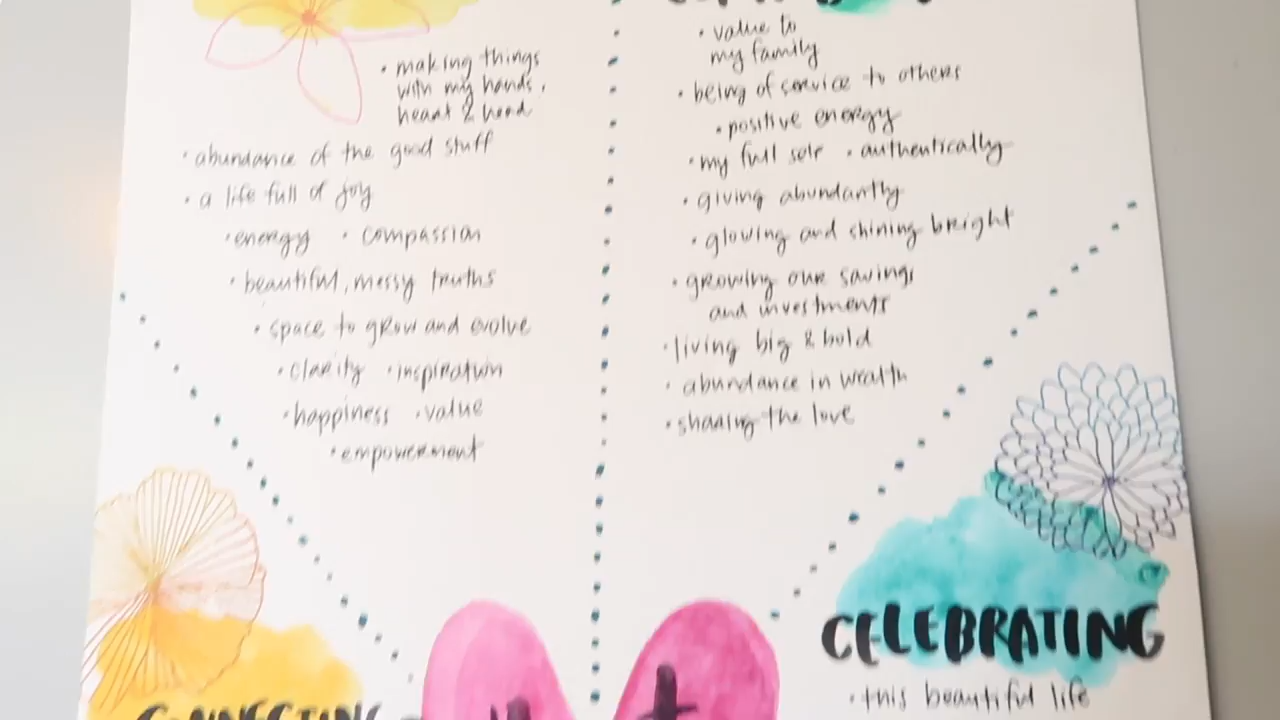 • making things
with my hands,
heart & head
• abundance of the good stuff
• a life full of joy
• energy • compassion
• beautiful, messy truths
• space to grow and evolve
• clarity • inspiration
• happiness • value
• empowerment
• value to
my family
• being of service to others
• positive energy
• my full self • authentically
• giving abundantly
• glowing and shining bright
• growing our savings
and investments
• living big & bold
• abundance in wealth
• sharing the love
CELEBRATING
• this beautiful life
CONNECTING